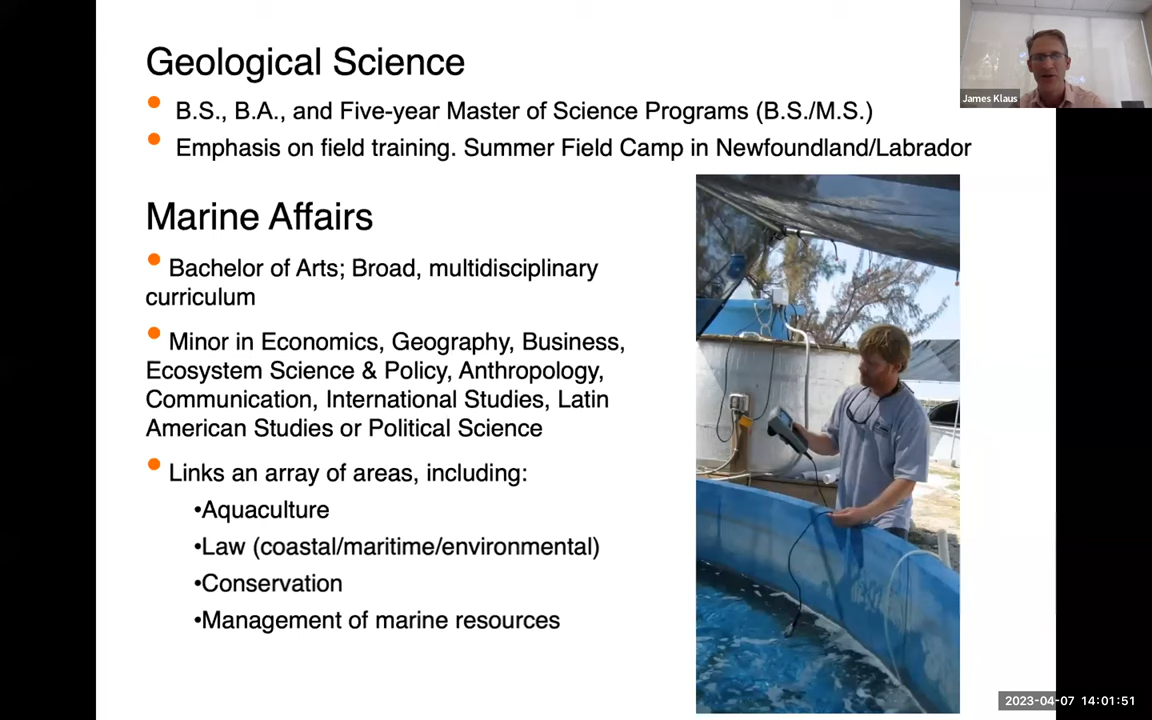 Geological Science
• B.S., B.A., and Five-year Master of Science Programs (B.S./M.S.)
• Emphasis on field training. Summer Field Camp in Newfoundland/Labrador
James Klaus
Marine Affairs
• Bachelor of Arts; Broad, multidisciplinary
curriculum
• Minor in Economics, Geography, Business,
Ecosystem Science & Policy, Anthropology,
Communication, International Studies, Latin
American Studies or Political Science
• Links an array of areas, including:
•Aquaculture
•Law (coastal/maritime/environmental)
•Conservation
•Management of marine resources
2023-04-07 14:01:51